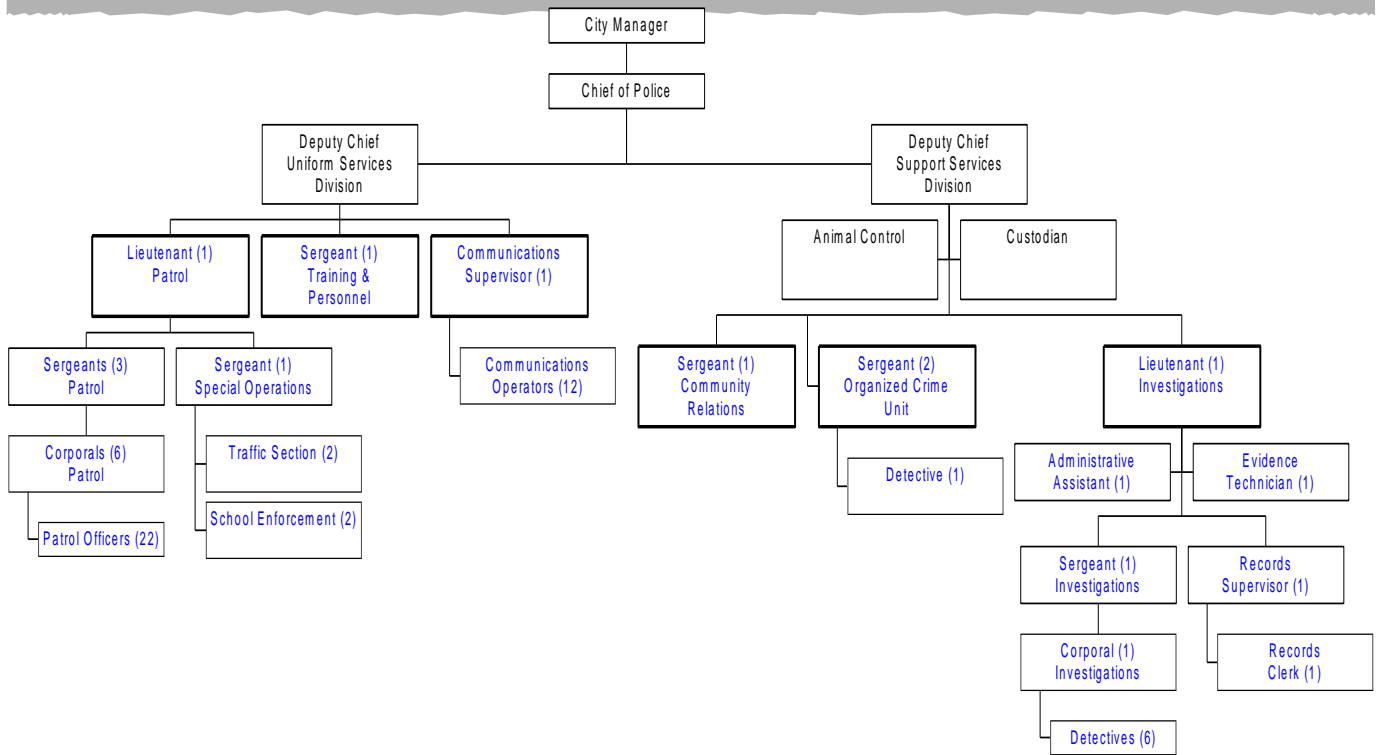 City Manager
Chief of Police
Deputy Chief
Uniform Services
Division
Deputy Chief
Support Services
Division
Animal Control
Custodian
Lieutenant (1)
Patrol
Sergeant (1)
Training &
Personnel
Communications
Supervisor (1)
Sergeants (3)
Patrol
Sergeant (1)
Special Operations
Communications
Operators (12)
Sergeant (1)
Community
Relations
Sergeant (2)
Organized Crime
Unit
Lieutenant (1)
Investigations
Corporals (6)
Patrol
Traffic Section (2)
Detective (1)
Administrative
Assistant (1)
Evidence
Technician (1)
Patrol Officers (22)
School Enforcement (2)
Sergeant (1)
Investigations
Records
Supervisor (1)
Corporal (1)
Investigations
Records
Clerk (1)
Detectives (6)